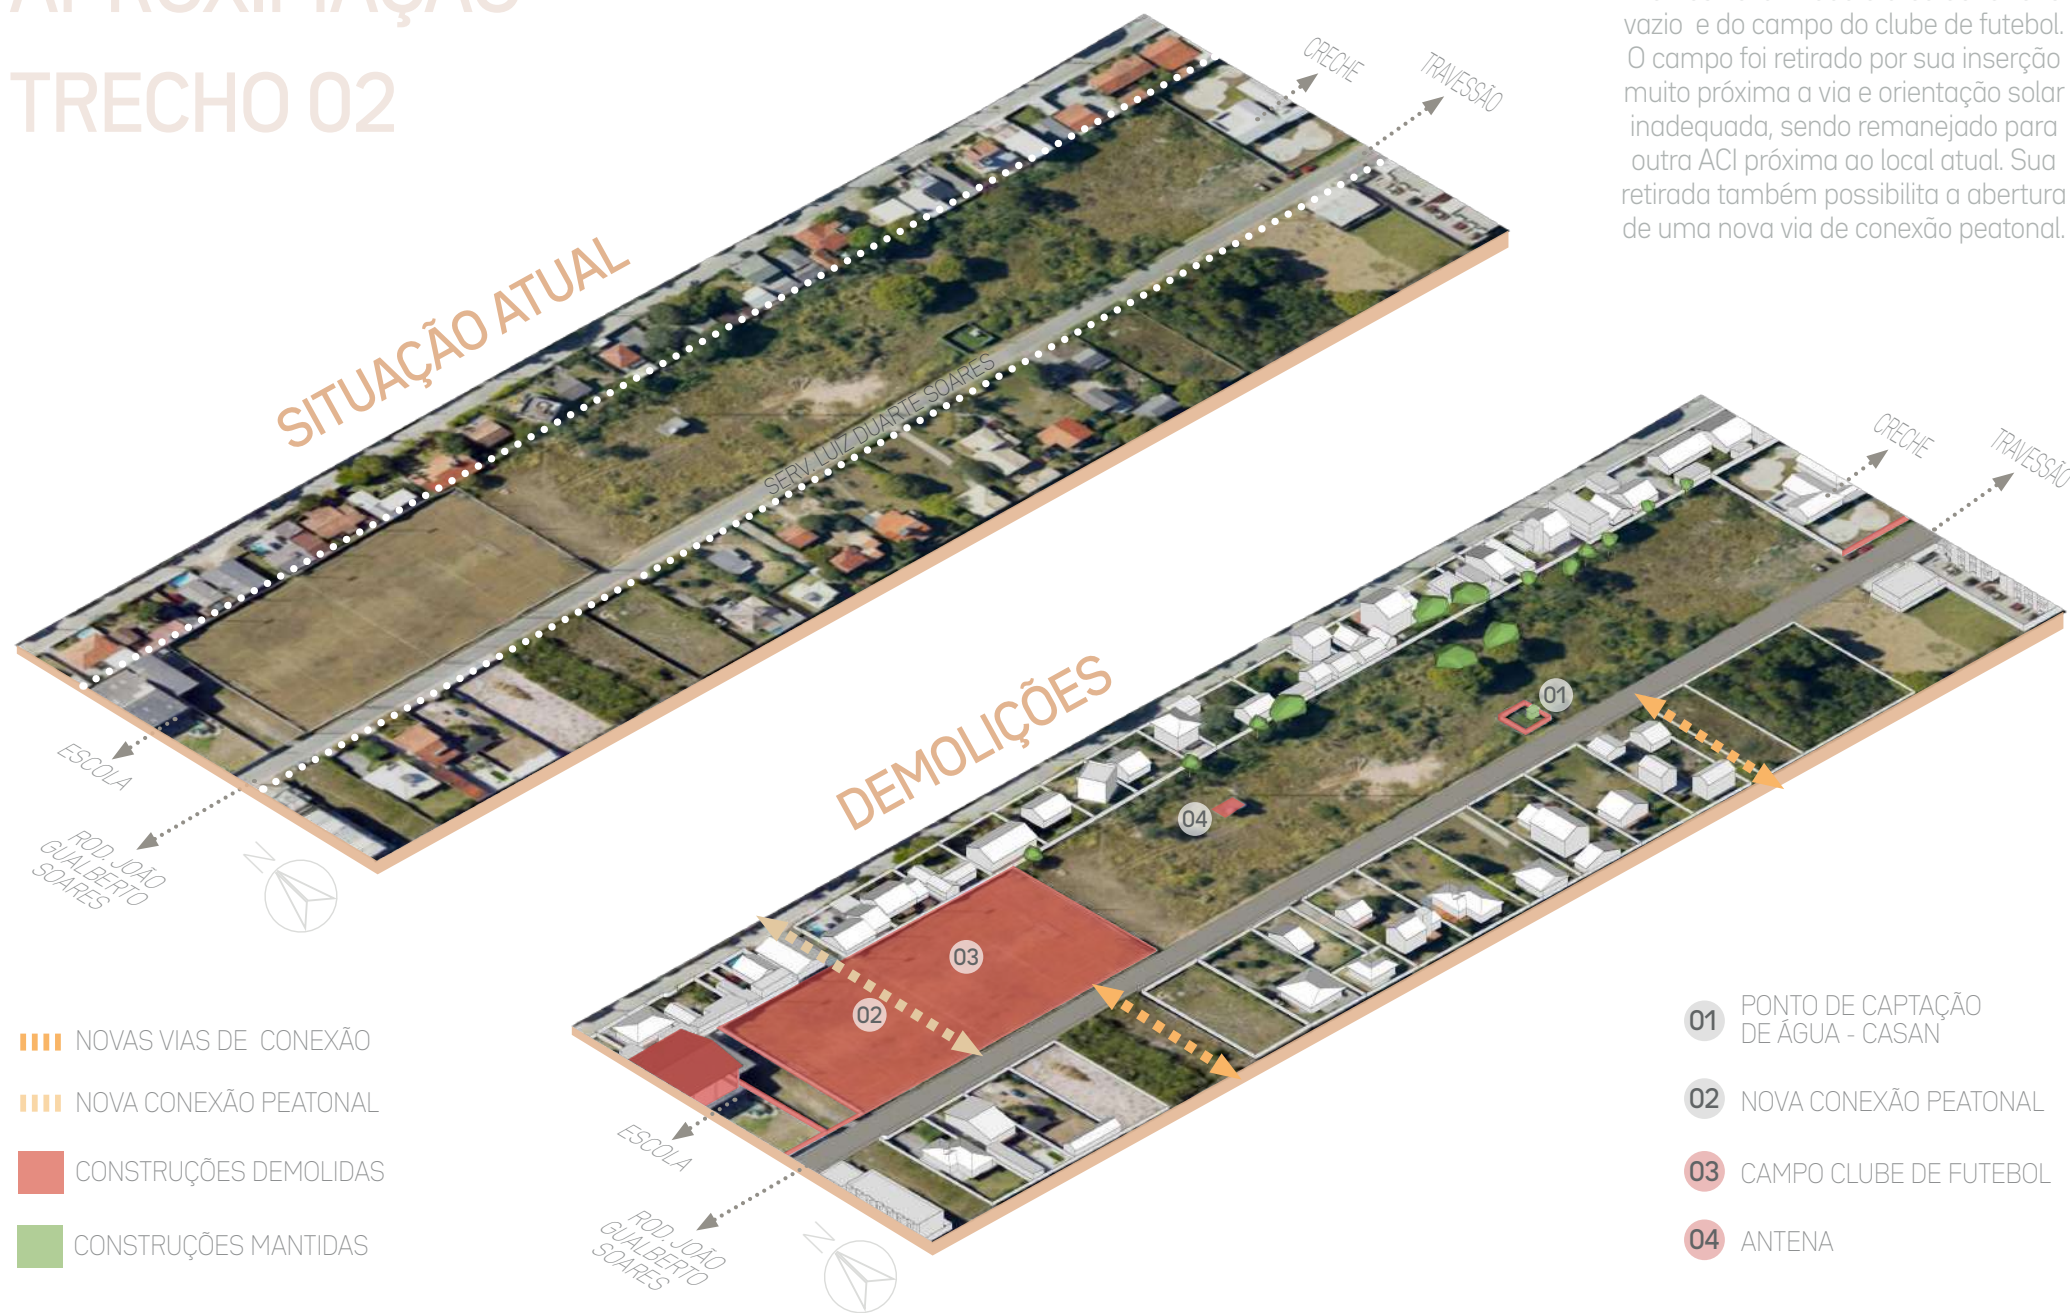 APROXIMAÇÃO
TRECHO 02
vazio e do campo do clube de futebol.
O campo foi retirado por sua inserção
muito próxima a via e orientação solar
inadequada, sendo remanejado para
outra ACI próxima ao local atual. Sua
retirada também possibilita a abertura
de uma nova via de conexão peatonal.
SITUAÇÃO ATUAL
CRECHE
TRAVESSÃO
SERV. LUIZ DUARTE SOARES
ESCOLA
ROD. JOÃO
GUALBERTO
SOARES
N
DEMOLIÇÕES
CRECHE
TRAVESSÃO
01
04
03
02
ESCOLA
ROD. JOÃO
GUALBERTO
SOARES
N
NOVAS VIAS DE CONEXÃO
NOVA CONEXÃO PEATONAL
CONSTRUÇÕES DEMOLIDAS
CONSTRUÇÕES MANTIDAS
01 PONTO DE CAPTAÇÃO
DE ÁGUA - CASAN
02 NOVA CONEXÃO PEATONAL
03 CAMPO CLUBE DE FUTEBOL
04 ANTENA